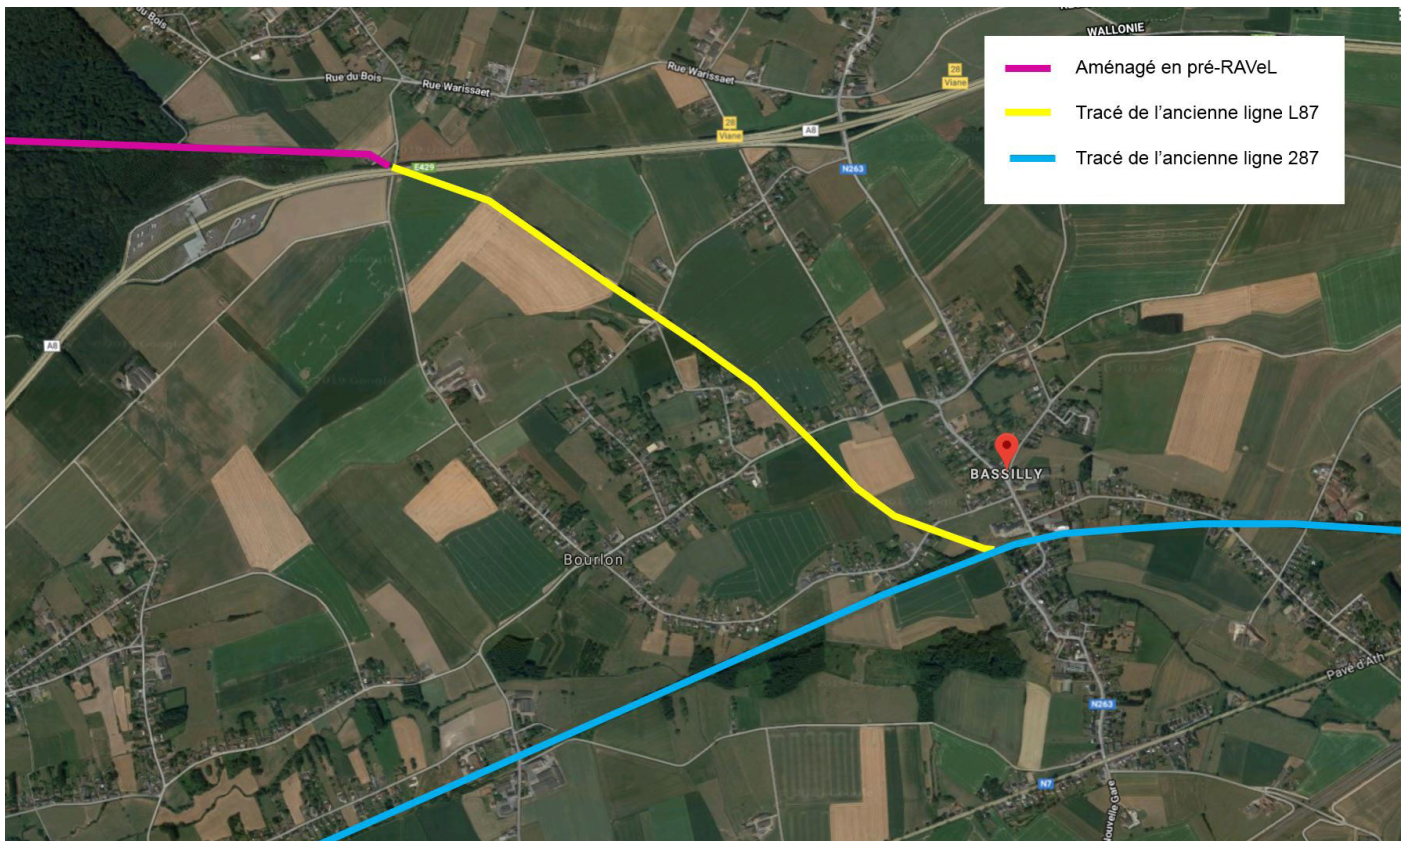 du Bois
WALLONIE
Rue du Bois
Rue Warissaet
Rue Warissaet
28
Viane
28
Viane
A8
E429
N263
A8
Aménagé en pré-RAVeL
Tracé de l'ancienne ligne L87
Tracé de l'ancienne ligne 287
BASSILLY
Bourlon
Pavé d'Ath
N263
N7
Nouvelle Gare